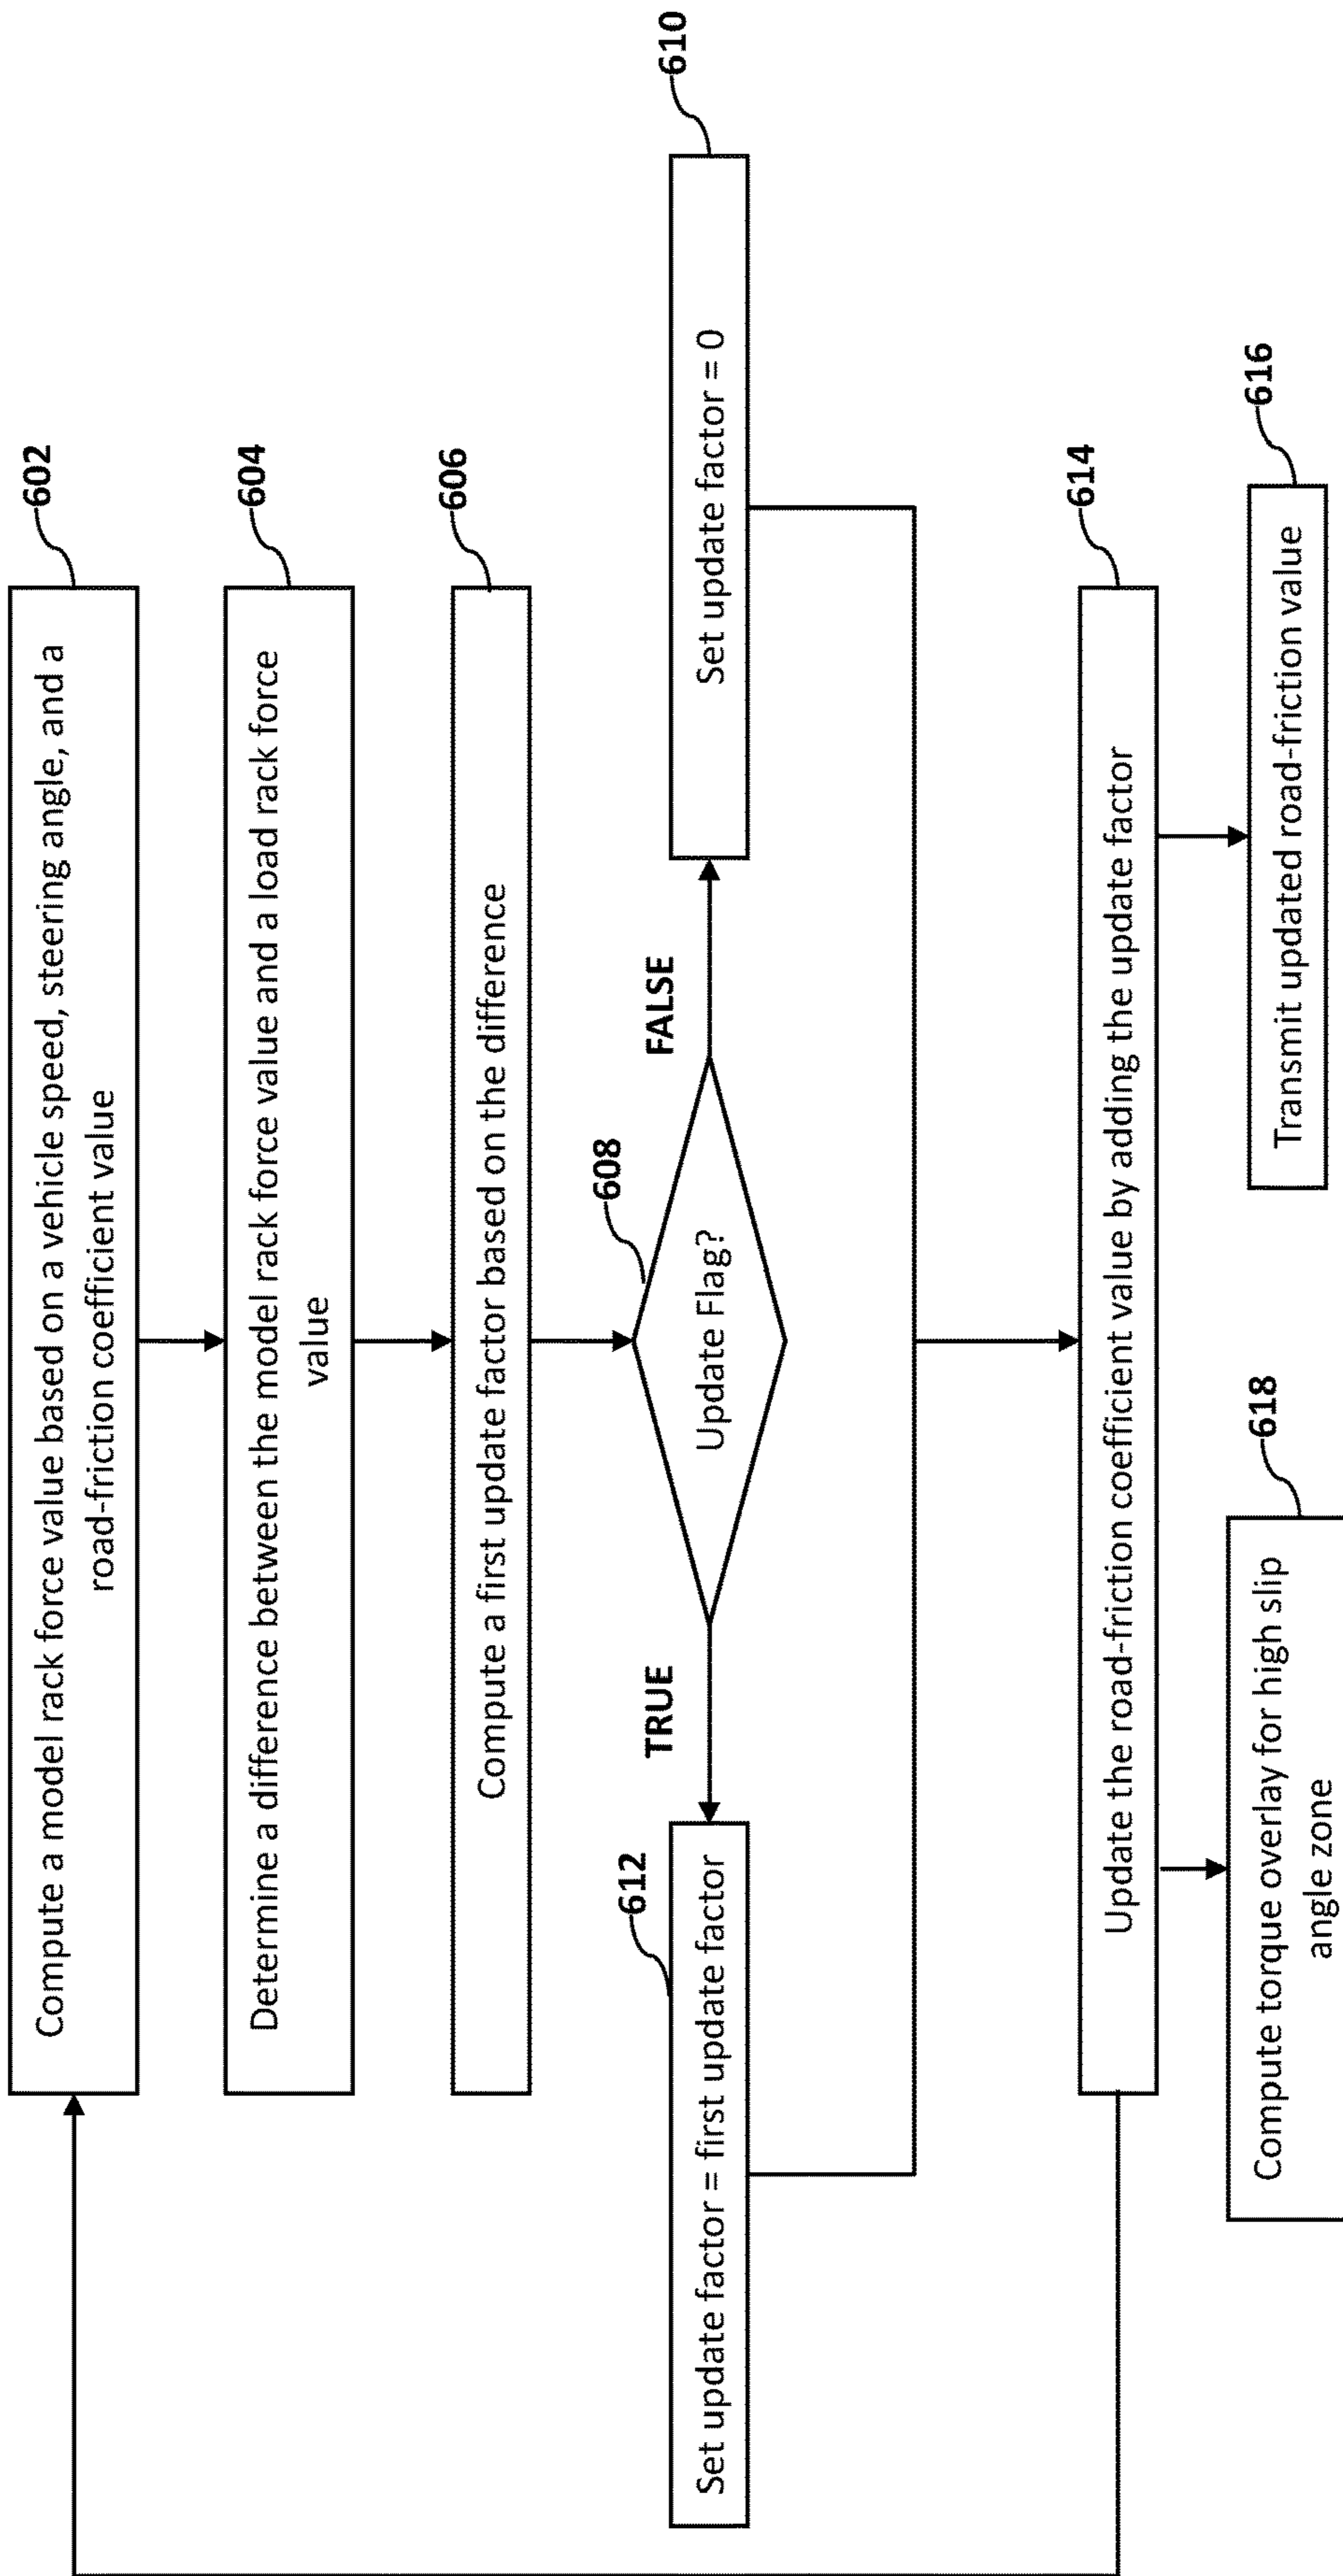 Compute a model rack force value based on a vehicle speed, steering angle, and a
road-friction coefficient value
602
Determine a difference between the model rack force value and a load rack force
value
604
Compute a first update factor based on the difference
606
Update Flag?
608
TRUE
FALSE
Set update factor = first update factor
612
Set update factor = 0
610
Update the road-friction coefficient value by adding the update factor
614
Compute torque overlay for high slip
angle zone
618
Transmit updated road-friction value
616